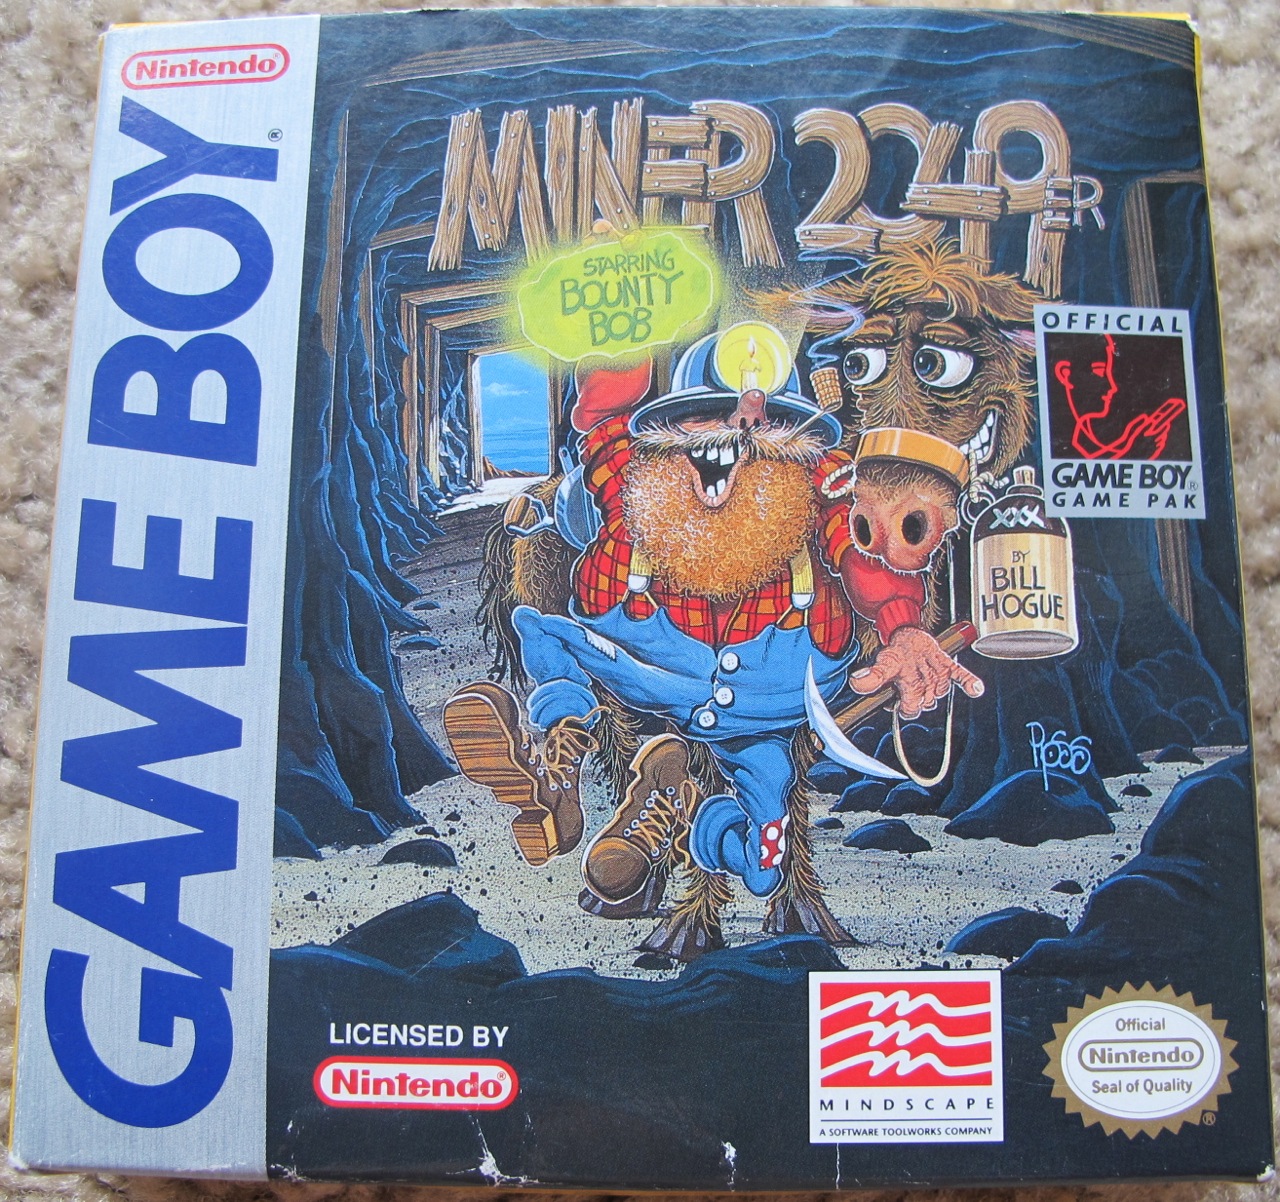 Nintendo®
GAME BOY®
MINER 2049ER
STARRING
BOUNTY
BOB
OFFICIAL
GAME BOY®
GAME PAK
XXX
BY
BILL
HOGUE
ROSS
LICENSED BY
Nintendo®
MINDSCAPE
A SOFTWARE TOOLWORKS COMPANY
Official
Nintendo
Seal of Quality
®